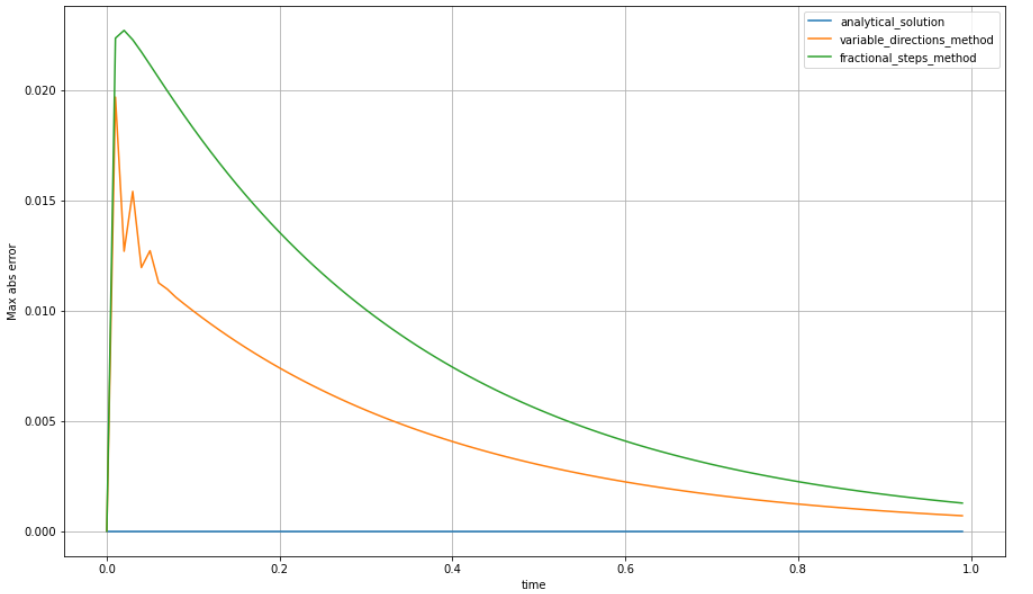 analytical_solution
variable_directions_method
fractional_steps_method
Max abs error
0.020
0.015
0.010
0.005
0.000
0.0 0.2 0.4 0.6 0.8 1.0
time